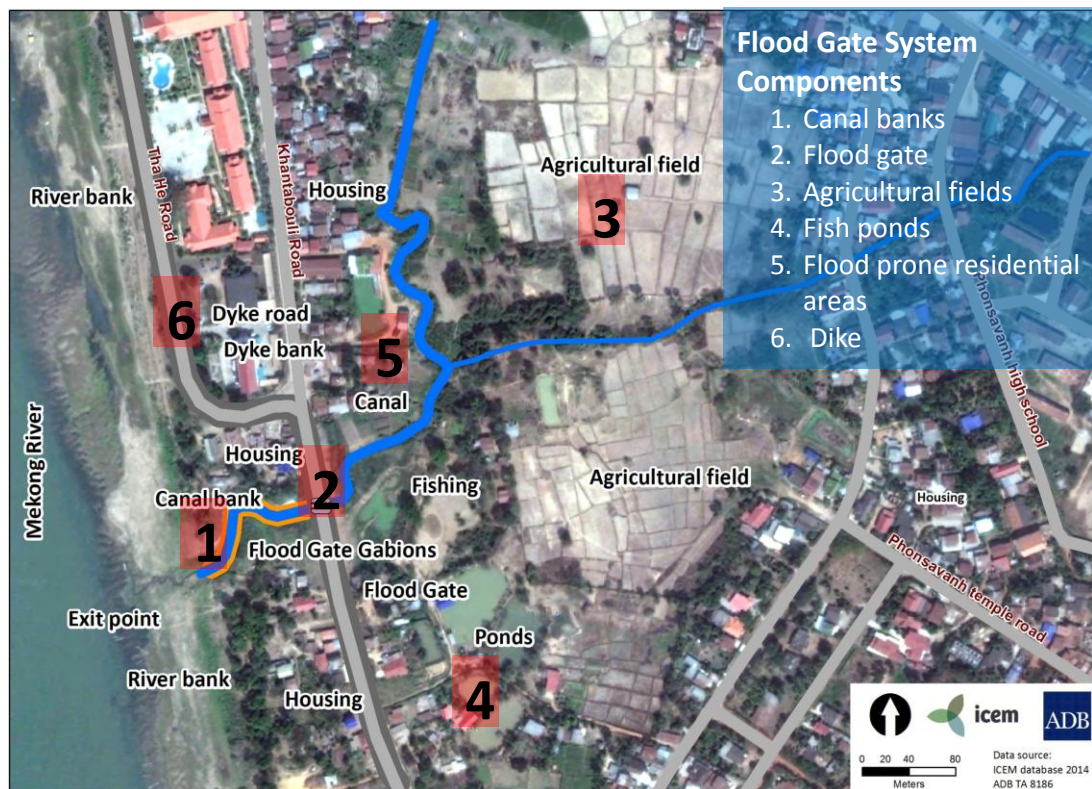 Flood Gate System
Components
1. Canal banks
2. Flood gate
3. Agricultural fields
4. Fish ponds
5. Flood prone residential
areas
6. Dike
Agricultural field
Housing
3
River bank
Tha He Road
Khantabouli Road
6
Dyke road
Dyke bank
5
Canal
Phonsavanh high school
Mekong River
Housing
2
Fishing
Agricultural field
Canal bank
Housing
1
Flood Gate Gabions
Phonsavanh temple road
Flood Gate
Exit point
Ponds
River bank
Housing
4
icem
ADB
0 20 40 80
Meters
Data source:
ICEM database 2014
ADB TA 8186